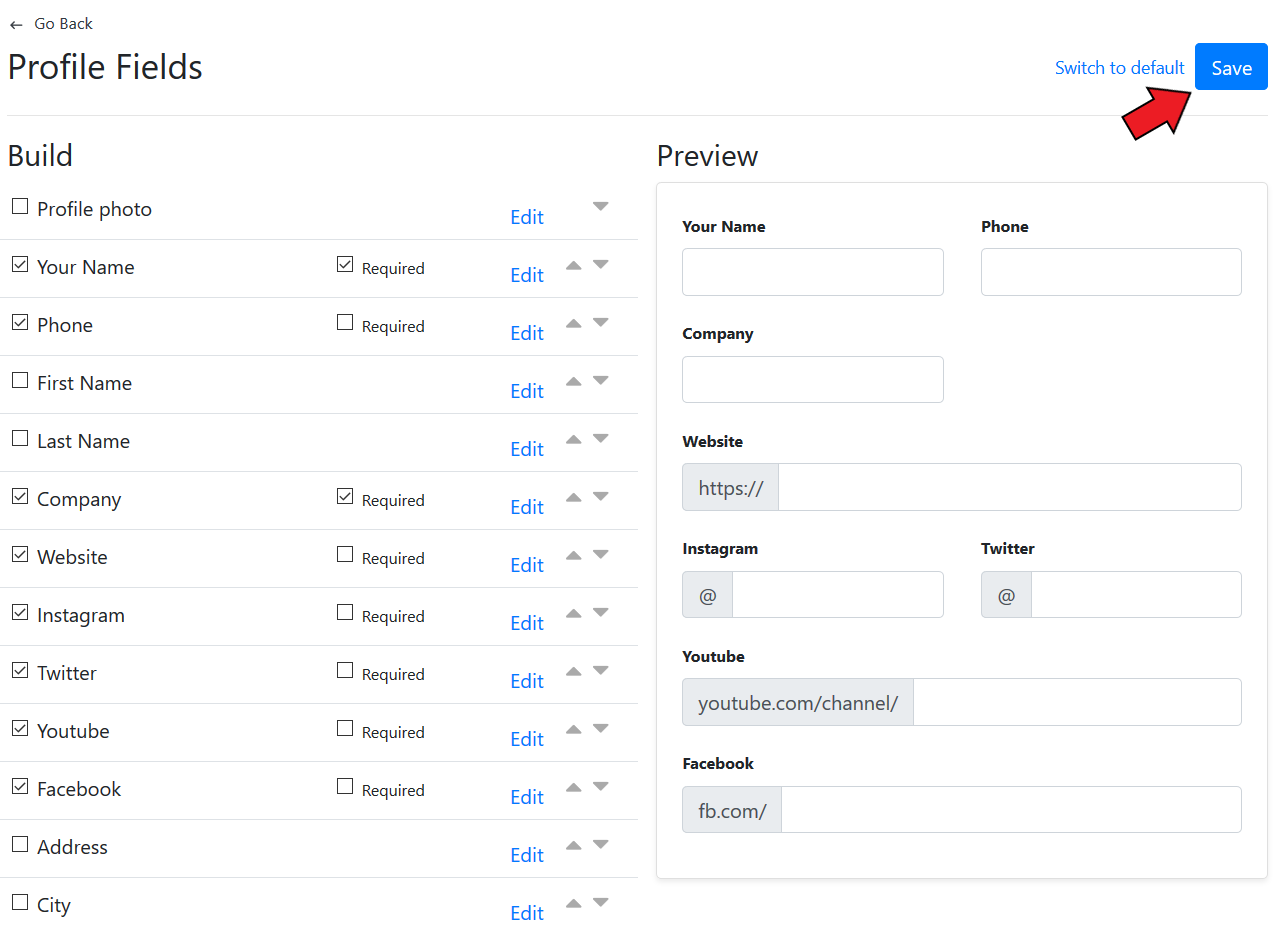 ← Go Back
Profile Fields
Switch to default
Save
Build
Profile photo Edit
Your Name Required Edit
Phone Required Edit
First Name Edit
Last Name Edit
Company Required Edit
Website Required Edit
Instagram Required Edit
Twitter Required Edit
Youtube Required Edit
Facebook Required Edit
Address Edit
City Edit
Preview
Your Name Phone
Company
Website
https://
Instagram Twitter
@ @
Youtube
youtube.com/channel/
Facebook
fb.com/